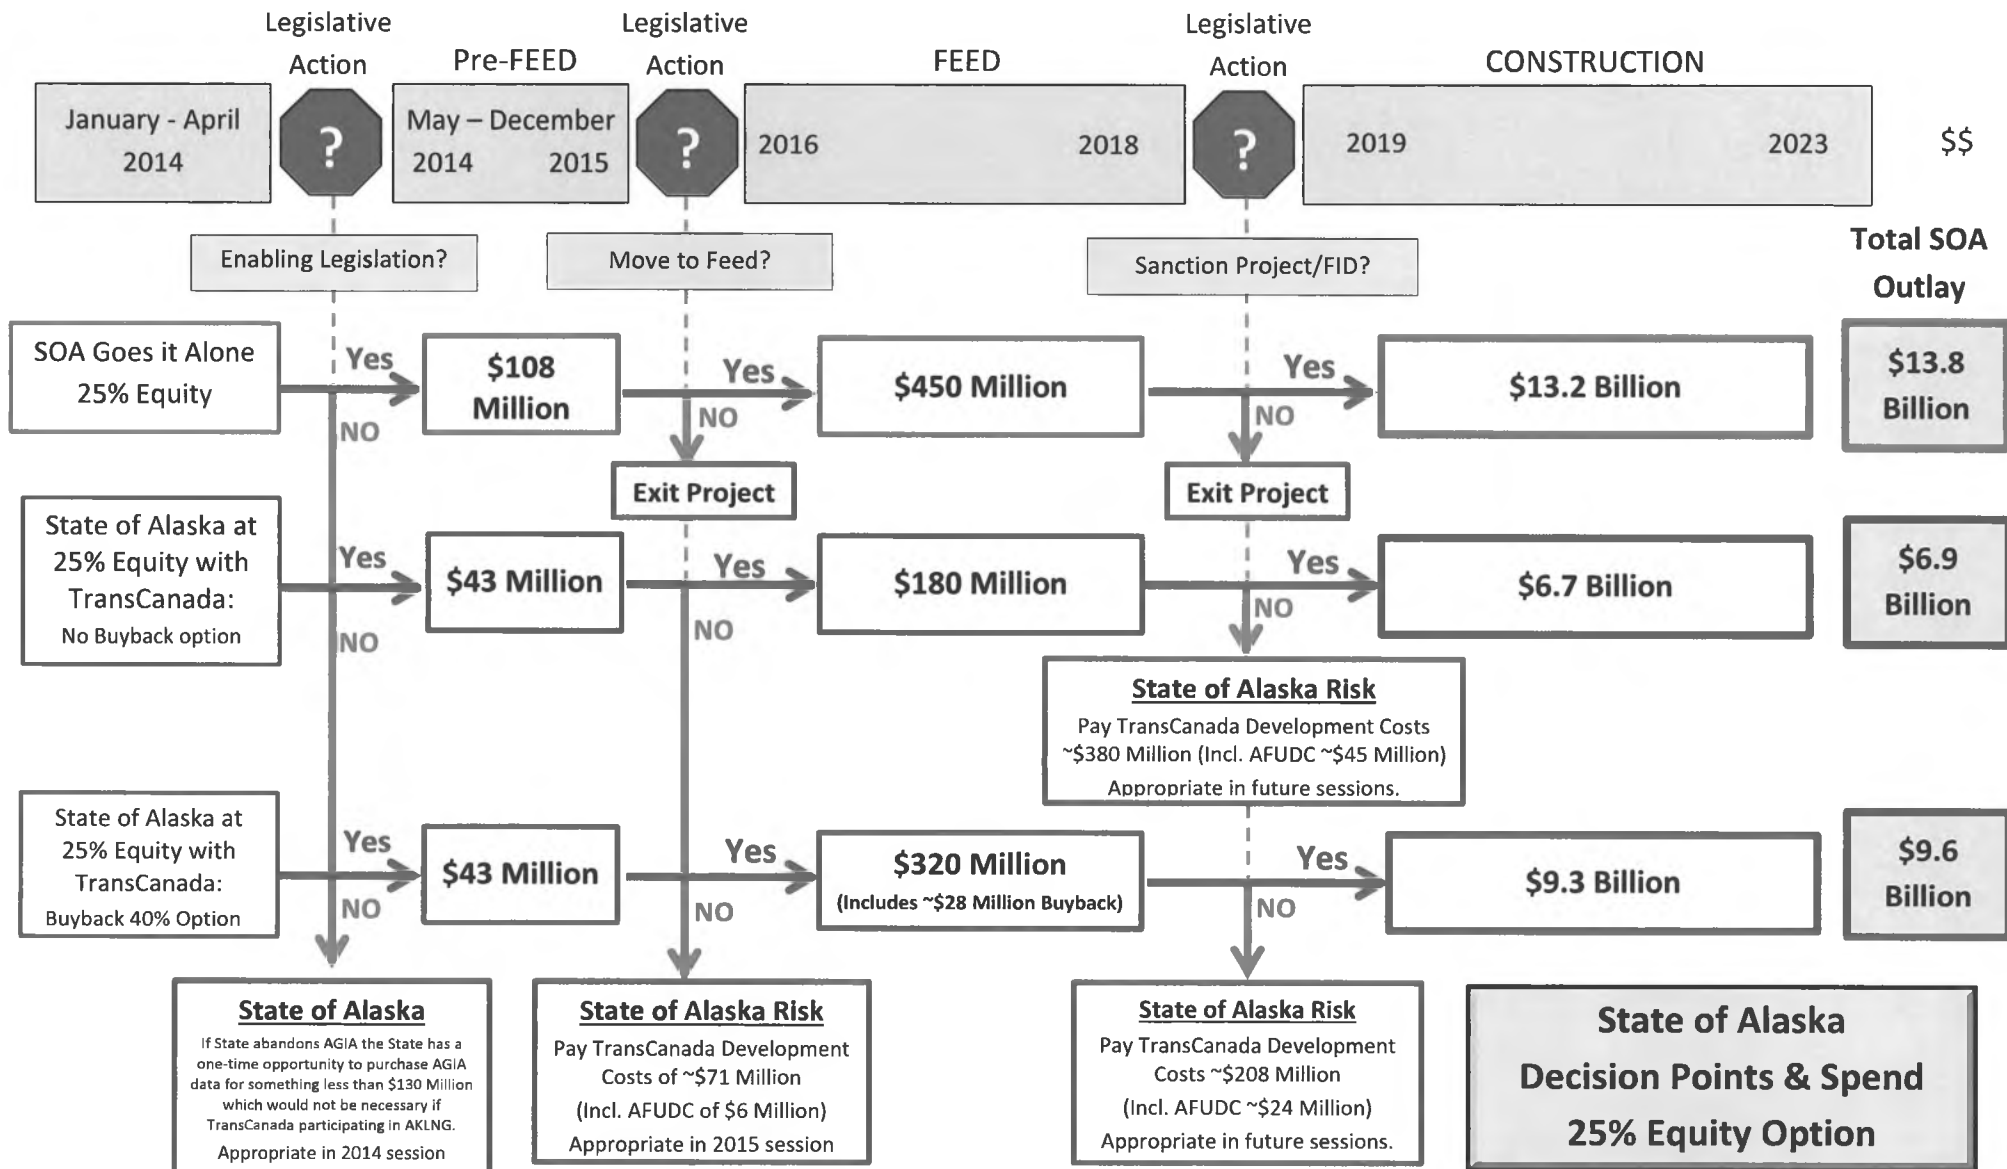 Legislative
Action
Pre-FEED
Legislative
Action
FEED
Legislative
Action
CONSTRUCTION
January - April
2014
?
May – December
2014 2015
?
2016 2018
?
2019 2023
$$
Enabling Legislation?
Move to Feed?
Sanction Project/FID?
Total SOA
Outlay
SOA Goes it Alone
25% Equity
Yes
NO
$108
Million
Yes
NO
$450 Million
Yes
NO
$13.2 Billion
$13.8
Billion
Exit Project
Exit Project
State of Alaska at
25% Equity with
TransCanada:
No Buyback option
Yes
NO
$43 Million
Yes
NO
$180 Million
Yes
NO
$6.7 Billion
$6.9
Billion
State of Alaska Risk
Pay TransCanada Development Costs
~$380 Million (Incl. AFUDC ~$45 Million)
Appropriate in future sessions.
State of Alaska at
25% Equity with
TransCanada:
Buyback 40% Option
Yes
NO
$43 Million
Yes
NO
$320 Million
(Includes ~$28 Million Buyback)
Yes
NO
$9.3 Billion
$9.6
Billion
State of Alaska
If State abandons AGIA the State has a
one-time opportunity to purchase AGIA
data for something less than $130 Million
which would not be necessary if
TransCanada participating in AKLNG.
Appropriate in 2014 session
State of Alaska Risk
Pay TransCanada Development
Costs of ~$71 Million
(Incl. AFUDC of $6 Million)
Appropriate in 2015 session
State of Alaska Risk
Pay TransCanada Development
Costs ~$208 Million
(Incl. AFUDC ~$24 Million)
Appropriate in future sessions.
State of Alaska
Decision Points & Spend
25% Equity Option